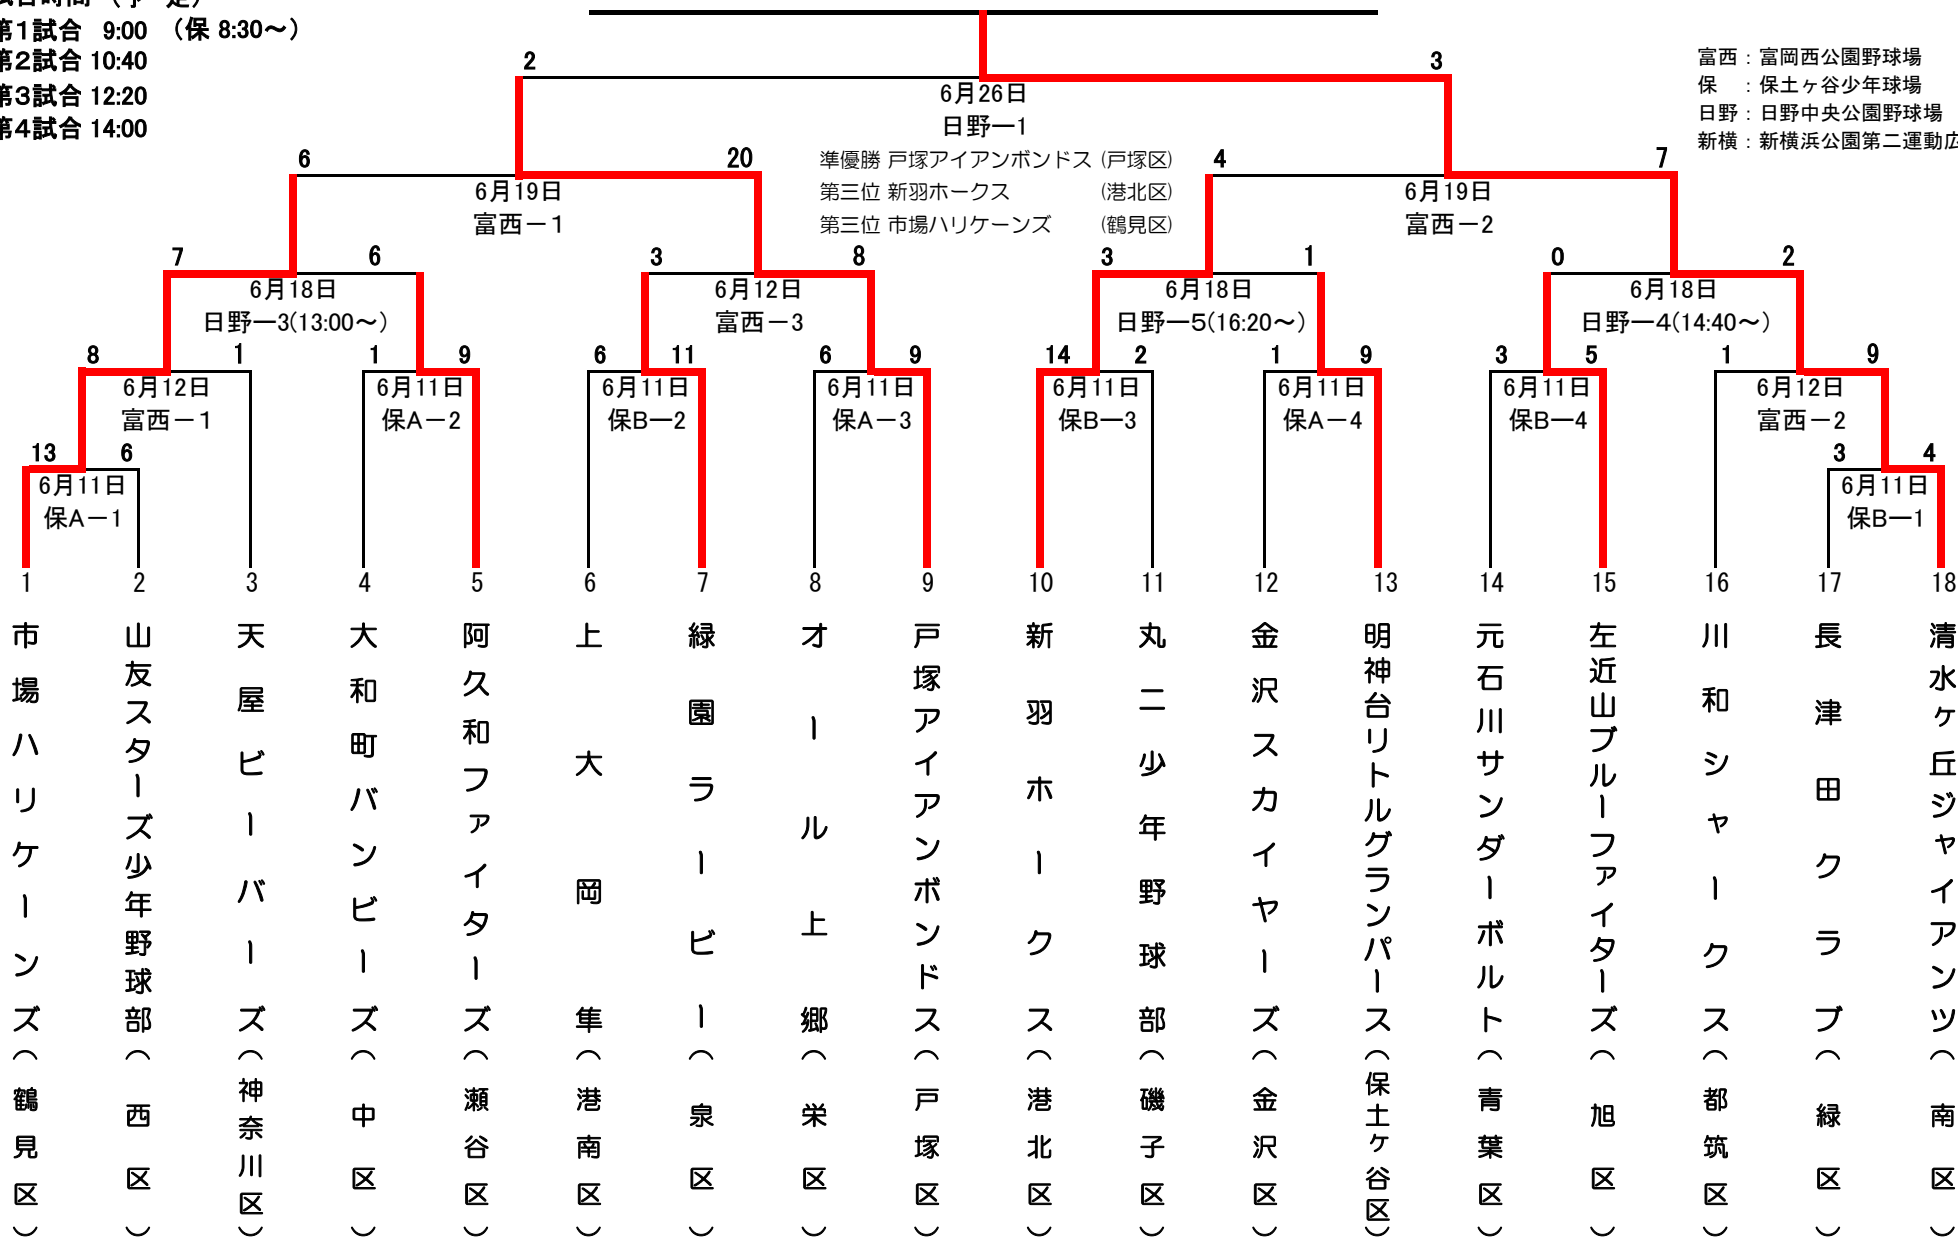 第1試合 9:00 （保 8:30～）
第2試合 10:40
第3試合 12:20
第4試合 14:00
富西：富岡西公園野球場
保　：保土ヶ谷少年球場
日野：日野中央公園野球場
新横：新横浜公園第二運動広
2 3
6月26日
日野ー1
準優勝 戸塚アイアンボンドス (戸塚区)
第三位 新羽ホークス (港北区)
第三位 市場ハリケーンズ (鶴見区)
6 20 4 7
6月19日 6月19日
富西－1 富西－2
7 6 3 8 3 1 0 2
6月18日 6月12日 6月18日 6月18日
日野ー3(13:00～) 富西－3 日野ー5(16:20～) 日野ー4(14:40～)
8 1 1 9 6 11 6 9 14 2 1 9 3 5 1 9
6月12日 6月11日 6月11日 6月11日 6月11日 6月11日 6月11日 6月12日
富西－1 保A－2 保B－2 保A－3 保B－3 保A－4 保B－4 富西－2
13 6 3 4
6月11日 6月11日
保A－1 保B－1
1 2 3 4 5 6 7 8 9 10 11 12 13 14 15 16 17 18
市場ハリケーンズ（鶴見区）
山友スターズ少年野球部（西区）
天屋ビーバーズ（神奈川区）
大和町バンビーズ（中区）
阿久和ファイターズ（瀬谷区）
上大岡隼（港南区）
緑園ラービー（泉区）
オール上郷（栄区）
戸塚アイアンボンドス（戸塚区）
新羽ホークス（港北区）
丸二少年野球部（磯子区）
金沢スカイヤーズ（金沢区）
明神台リトルグランパース（保土ケ谷区）
元石川サンダーボルト（青葉区）
左近山ブルーファイターズ（旭区）
川和シャークス（都筑区）
長津田クラブ（緑区）
清水ヶ丘ジャイアンツ（南区）